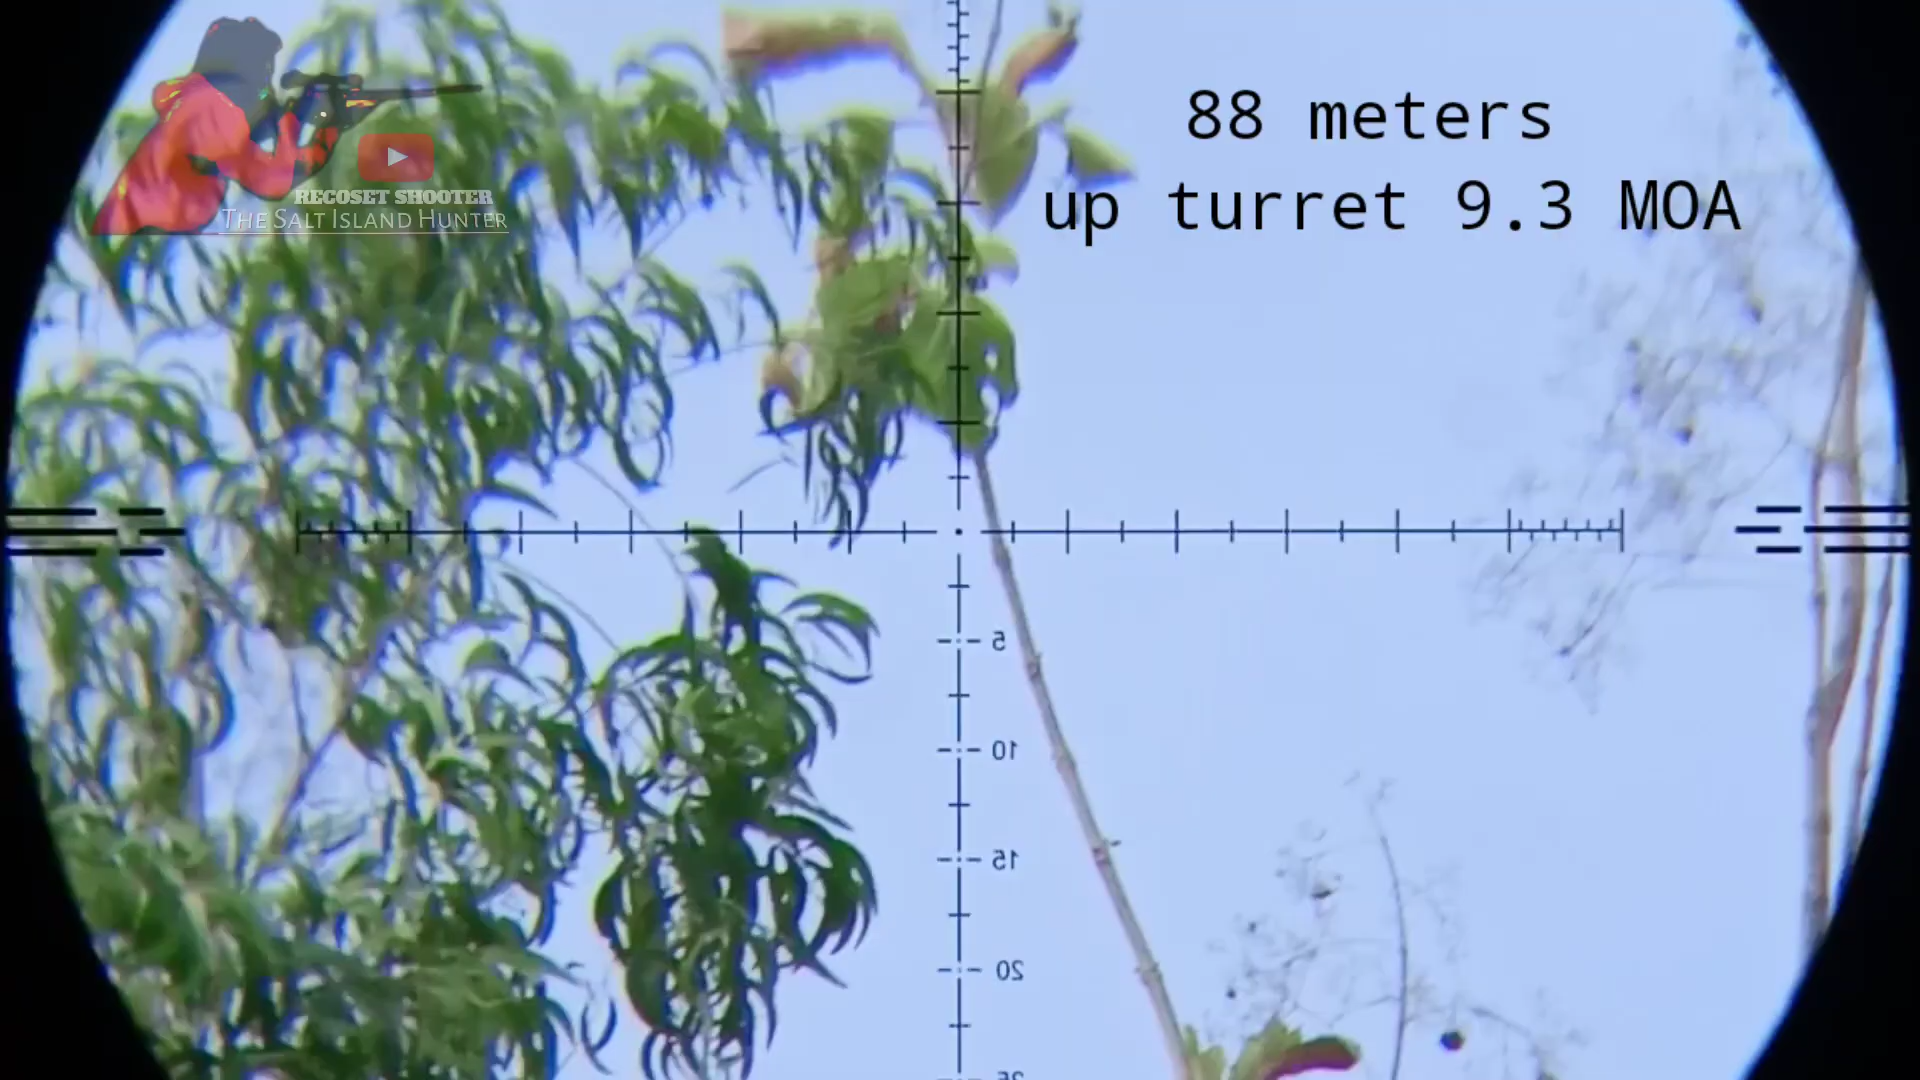 88 meters
up turret 9.3 MOA
RECOSET SHOOTER
THE SALT ISLAND HUNTER
5
10
15
20